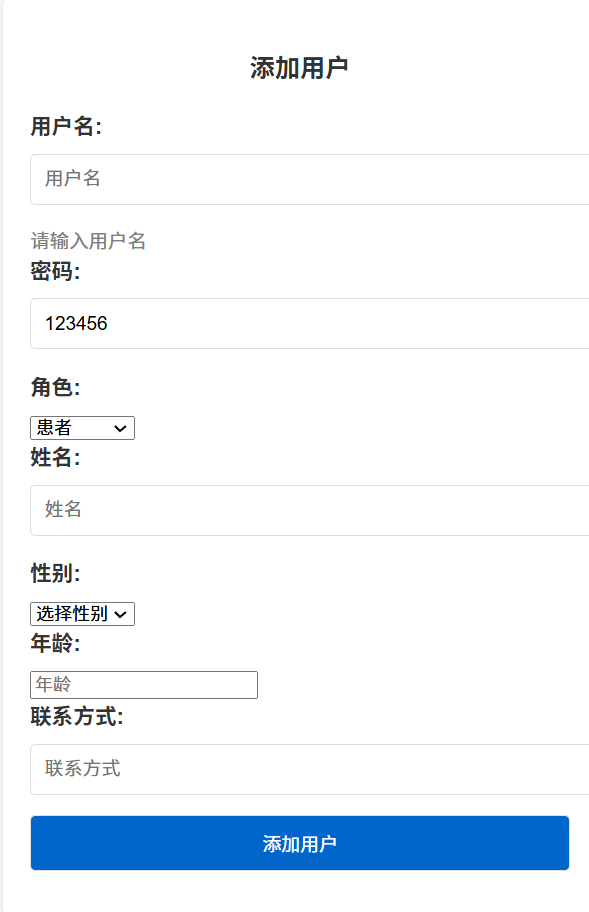 添加用户
用户名:
用户名
请输入用户名
密码:
123456
角色:
患者
姓名:
姓名
性别:
选择性别
年龄:
年龄
联系方式:
联系方式
添加用户